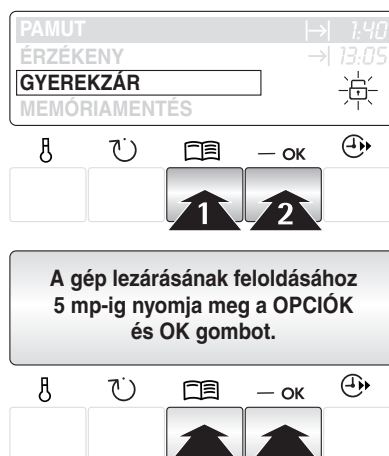 PAMUT 1:40
ÉRZÉKENY 13:05
GYEREKZÁR
MEMÓRIAMENTÉS
OK
1 2
A gép lezárásának feloldásához
5 mp-ig nyomja meg a OPCIÓK
és OK gombot.
OK